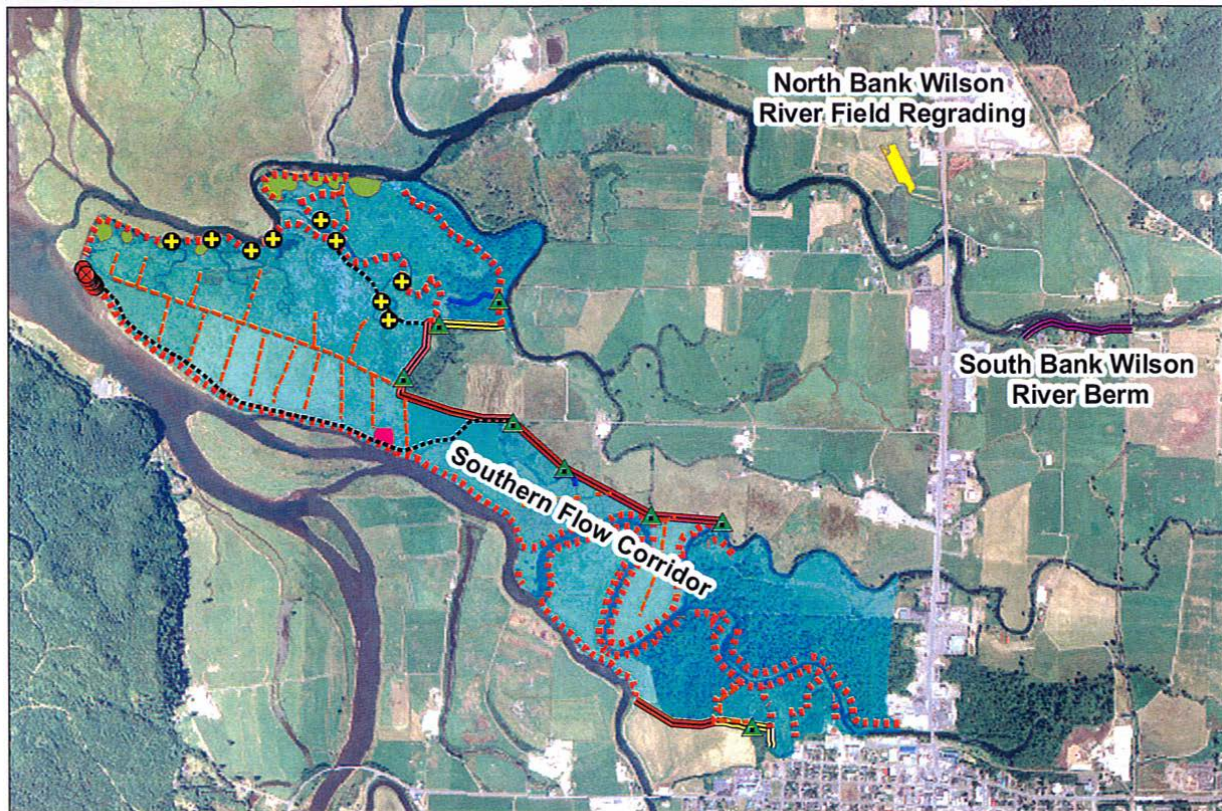 North Bank Wilson
River Field Regrading
South Bank Wilson
River Berm
Southern Flow Corridor